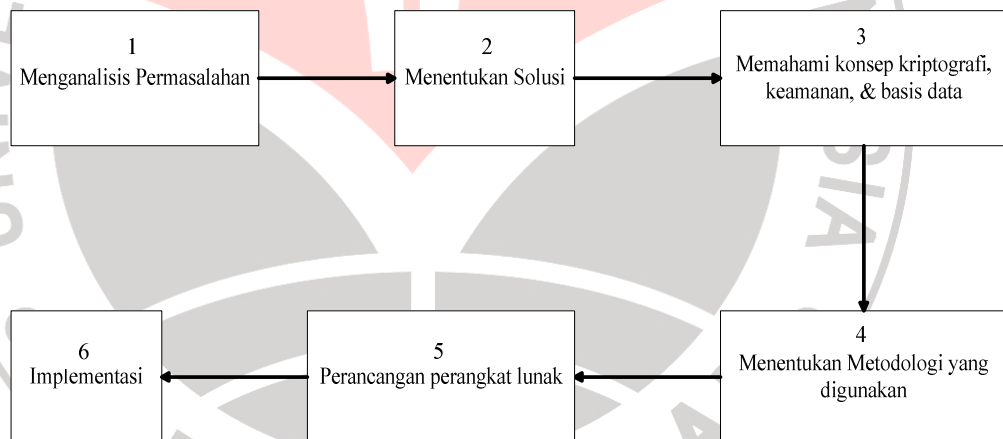 1
Menganalisis Permasalahan
2
Menentukan Solusi
3
Memahami konsep kriptografi,
keamanan, & basis data
4
Menentukan Metodologi yang
digunakan
5
Perancangan perangkat lunak
6
Implementasi
SIA